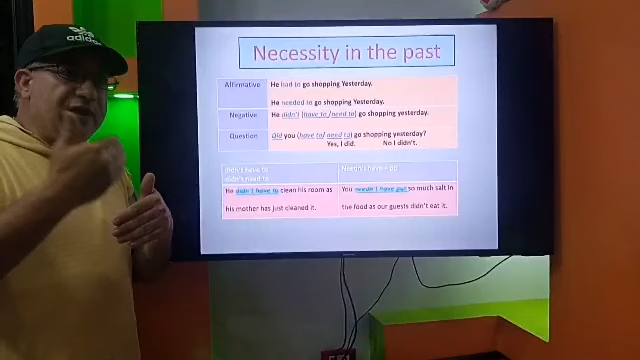 adidas
Necessity in the past
Affirmative
He had to go shopping Yesterday.
He needed to go shopping Yesterday.
Negative
He didn't (have to /need to) go shopping yesterday.
Question
Did you (have to/ need to) go shopping yesterday?
Yes, I did. No I didn't.
didn't have to
didn't need to
Needn't have + pp
He didn't have to clean his room as
his mother has just cleaned it.
You needn't have put so much salt in
the food as our guests didn't eat it.